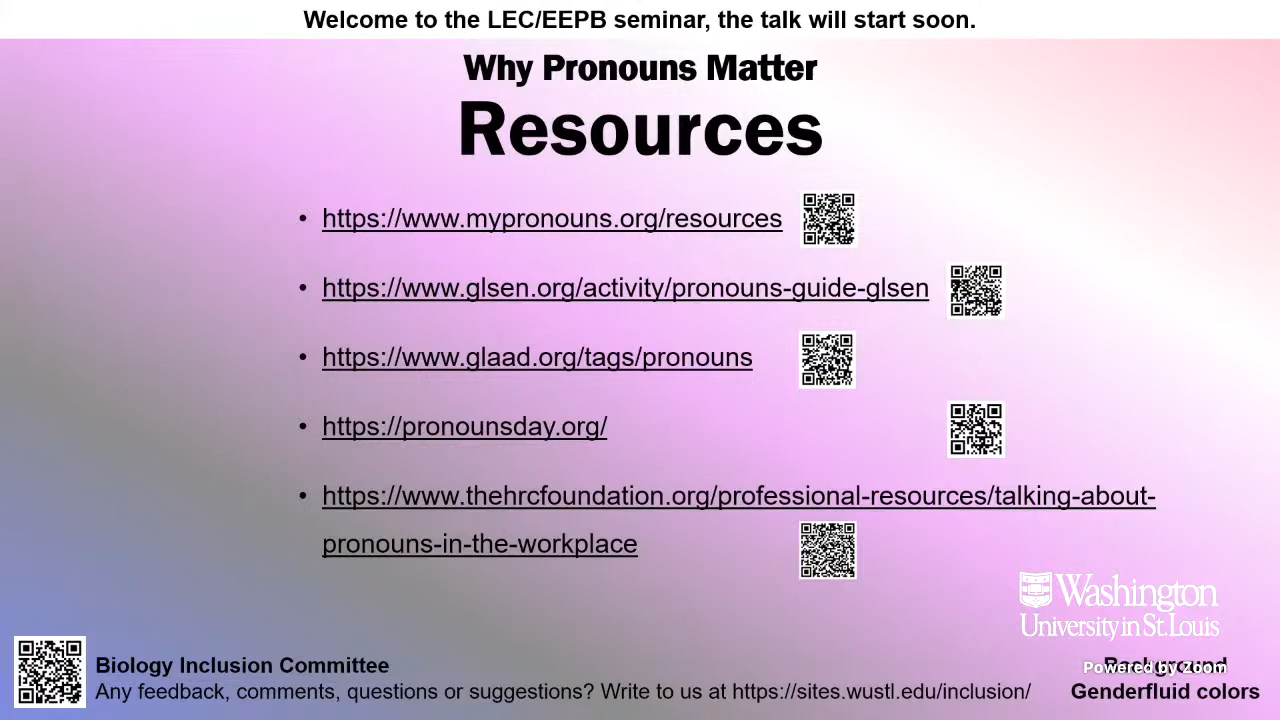 Welcome to the LEC/EEPB seminar, the talk will start soon.
Why Pronouns Matter
Resources
• https://www.mypronouns.org/resources
• https://www.glsen.org/activity/pronouns-guide-glsen
• https://www.glaad.org/tags/pronouns
• https://pronounsday.org/
• https://www.thehrcfoundation.org/professional-resources/talking-about-
pronouns-in-the-workplace
Washington
University in St. Louis
Biology Inclusion Committee
Any feedback, comments, questions or suggestions? Write to us at https://sites.wustl.edu/inclusion/
Background
Powered by Zoom
Genderfluid colors